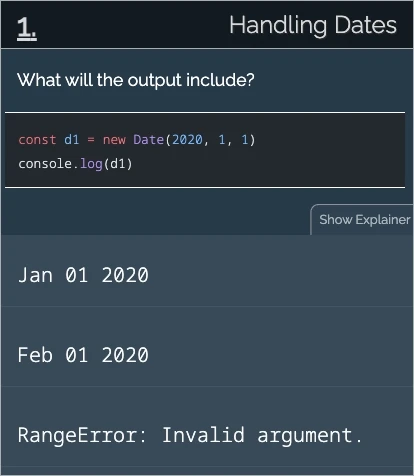 1.
Handling Dates
What will the output include?
const d1 = new Date(2020, 1, 1)
console.log(d1)
Show Explainer
Jan 01 2020
Feb 01 2020
RangeError: Invalid argument.